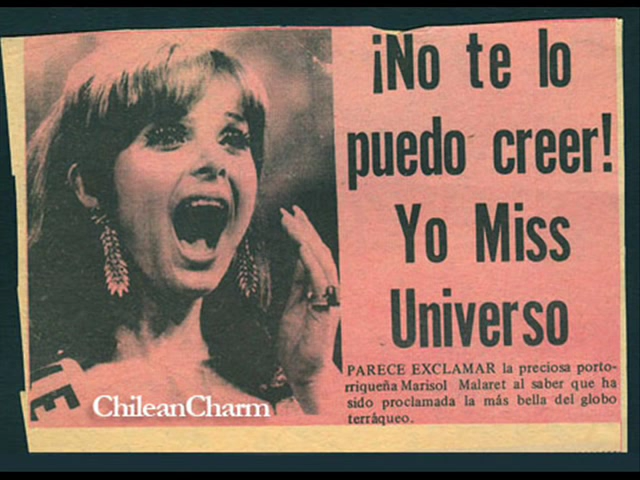 ¡No te lo
puedo creer!
Yo Miss
Universo
PARECE EXCLAMAR la preciosa porto-
rriqueña Marisol Malaret al saber que ha
sido proclamada la más bella del globo
terráqueo.
TE
ChileanCharm